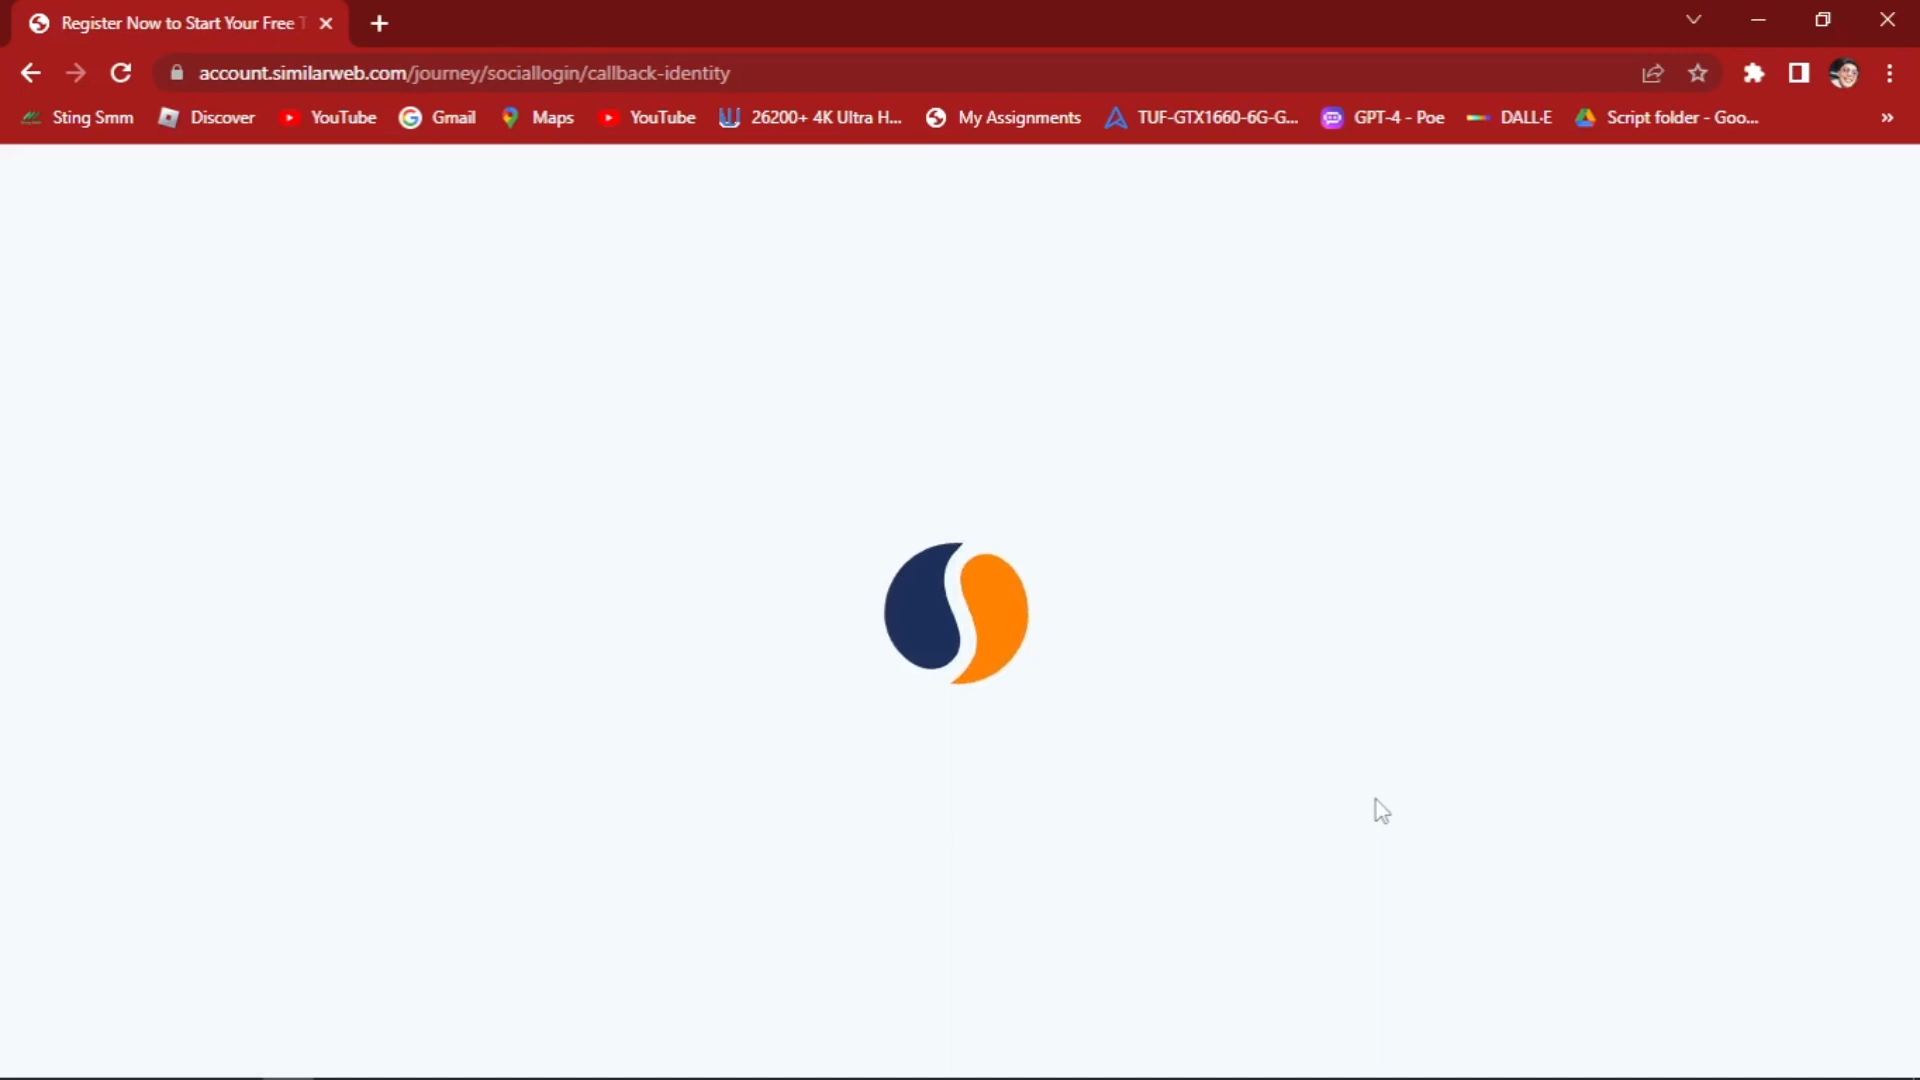 Register Now to Start Your Free T
account.similarweb.com/journey/sociallogin/callback-identity
Sting Smm Discover YouTube Gmail Maps YouTube 26200+ 4K Ultra H... My Assignments TUF-GTX1660-6G-G... GPT-4 - Poe DALL·E Script folder - Goo... »